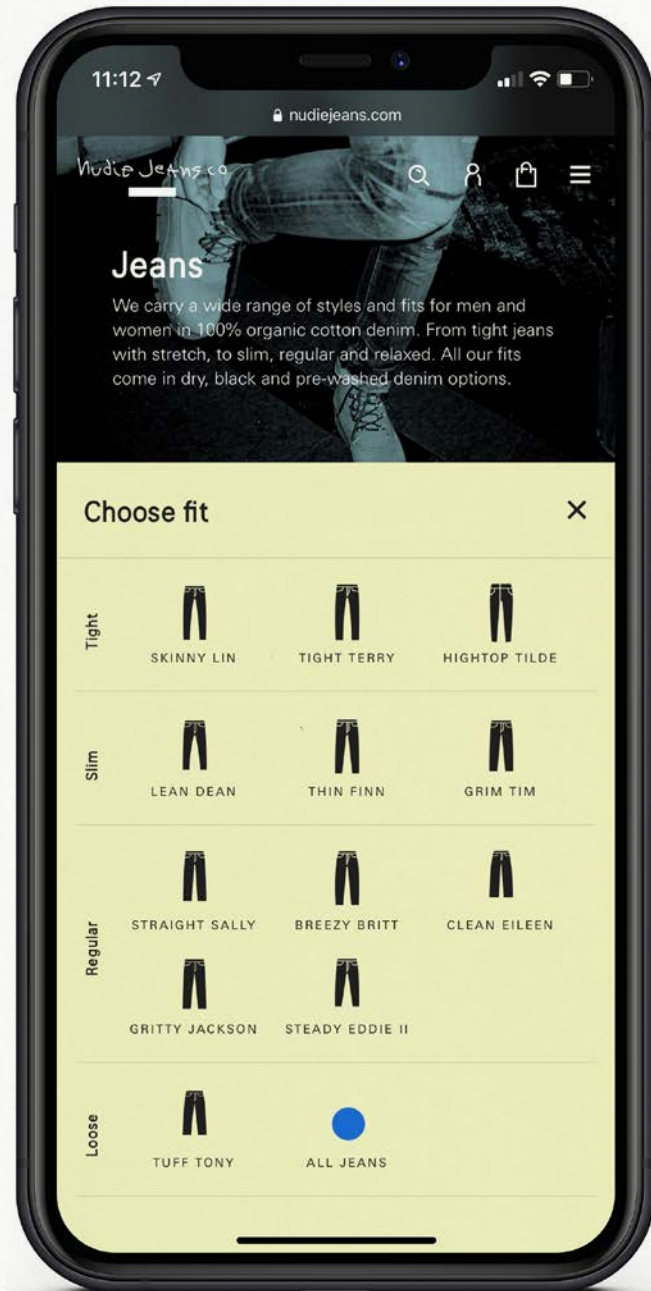 11:12
nudiejeans.com
Nudie Jeans co
Jeans
We carry a wide range of styles and fits for men and
women in 100% organic cotton denim. From tight jeans
with stretch, to slim, regular and relaxed. All our fits
come in dry, black and pre-washed denim options.
Choose fit
Tight
SKINNY LIN
TIGHT TERRY
HIGHTOP TILDE
Slim
LEAN DEAN
THIN FINN
GRIM TIM
Regular
STRAIGHT SALLY
BREEZY BRITT
CLEAN EILEEN
GRITTY JACKSON
STEADY EDDIE II
Loose
TUFF TONY
ALL JEANS